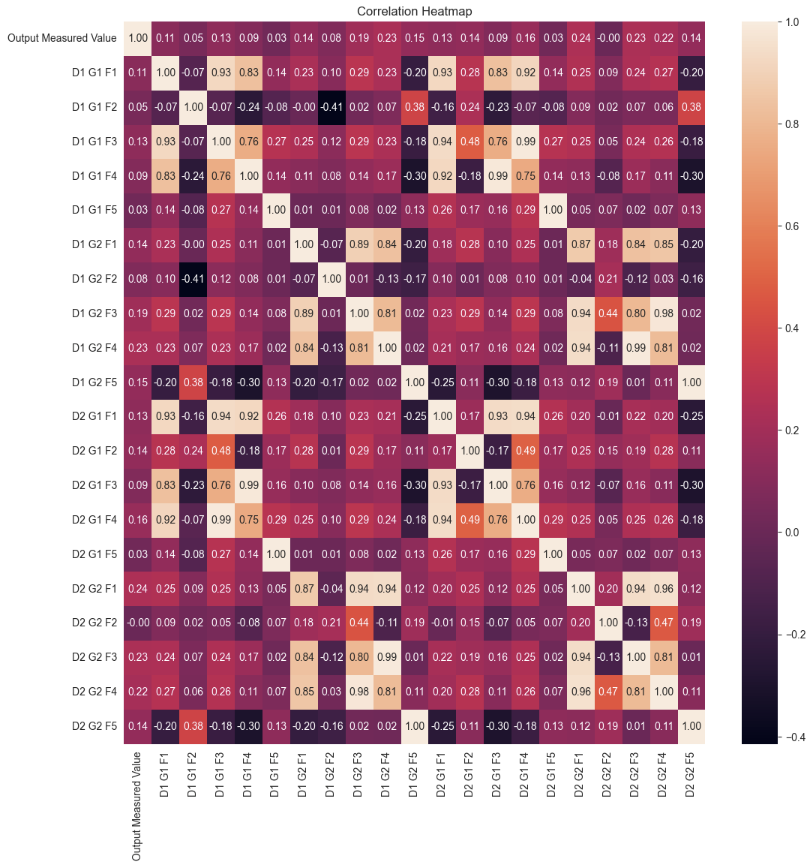 Correlation Heatmap
Output Measured Value 1.00 0.11 0.05 0.13 0.09 0.03 0.14 0.08 0.19 0.23 0.15 0.13 0.14 0.09 0.16 0.03 0.24 -0.00 0.23 0.22 0.14
D1 G1 F1 0.11 1.00 -0.07 0.93 0.83 0.14 0.23 0.10 0.29 0.23 -0.20 0.93 0.28 0.83 0.92 0.14 0.25 0.09 0.24 0.27 -0.20
D1 G1 F2 0.05 -0.07 1.00 -0.07 -0.24 -0.08 -0.00 -0.41 0.02 0.07 0.38 -0.16 0.24 -0.23 -0.07 -0.08 0.09 0.02 0.07 0.06 0.38
D1 G1 F3 0.13 0.93 -0.07 1.00 0.76 0.27 0.25 0.12 0.29 0.23 -0.18 0.94 0.48 0.76 0.99 0.27 0.25 0.05 0.24 0.26 -0.18
D1 G1 F4 0.09 0.83 -0.24 0.76 1.00 0.14 0.11 0.08 0.14 0.17 -0.30 0.92 -0.18 0.99 0.75 0.14 0.13 -0.08 0.17 0.11 -0.30
D1 G1 F5 0.03 0.14 -0.08 0.27 0.14 1.00 0.01 0.01 0.08 0.02 0.13 0.26 0.17 0.16 0.29 1.00 0.05 0.07 0.02 0.07 0.13
D1 G2 F1 0.14 0.23 -0.00 0.25 0.11 0.01 1.00 -0.07 0.89 0.84 -0.20 0.18 0.28 0.10 0.25 0.01 0.87 0.18 0.84 0.85 -0.20
D1 G2 F2 0.08 0.10 -0.41 0.12 0.08 0.01 -0.07 1.00 0.01 -0.13 -0.17 0.10 0.01 0.08 0.10 0.01 -0.04 0.21 -0.12 0.03 -0.16
D1 G2 F3 0.19 0.29 0.02 0.29 0.14 0.08 0.89 0.01 1.00 0.81 0.02 0.23 0.29 0.14 0.29 0.08 0.94 0.44 0.80 0.98 0.02
D1 G2 F4 0.23 0.23 0.07 0.23 0.17 0.02 0.84 -0.13 0.81 1.00 0.02 0.21 0.17 0.16 0.24 0.02 0.94 -0.11 0.99 0.81 0.02
D1 G2 F5 0.15 -0.20 0.38 -0.18 -0.30 0.13 -0.20 -0.17 0.02 0.02 1.00 -0.25 0.11 -0.30 -0.18 0.13 0.12 0.19 0.01 0.11 1.00
D2 G1 F1 0.13 0.93 -0.16 0.94 0.92 0.26 0.18 0.10 0.23 0.21 -0.25 1.00 0.17 0.93 0.94 0.26 0.20 -0.01 0.22 0.20 -0.25
D2 G1 F2 0.14 0.28 0.24 0.48 -0.18 0.17 0.28 0.01 0.29 0.17 0.11 0.17 1.00 -0.17 0.49 0.17 0.25 0.15 0.19 0.28 0.11
D2 G1 F3 0.09 0.83 -0.23 0.76 0.99 0.16 0.10 0.08 0.14 0.16 -0.30 0.93 -0.17 1.00 0.76 0.16 0.12 -0.07 0.16 0.11 -0.30
D2 G1 F4 0.16 0.92 -0.07 0.99 0.75 0.29 0.25 0.10 0.29 0.24 -0.18 0.94 0.49 0.76 1.00 0.29 0.25 0.05 0.25 0.26 -0.18
D2 G1 F5 0.03 0.14 -0.08 0.27 0.14 1.00 0.01 0.01 0.08 0.02 0.13 0.26 0.17 0.16 0.29 1.00 0.05 0.07 0.02 0.07 0.13
D2 G2 F1 0.24 0.25 0.09 0.25 0.13 0.05 0.87 -0.04 0.94 0.94 0.12 0.20 0.25 0.12 0.25 0.05 1.00 0.20 0.94 0.96 0.12
D2 G2 F2 -0.00 0.09 0.02 0.05 -0.08 0.07 0.18 0.21 0.44 -0.11 0.19 -0.01 0.15 -0.07 0.05 0.07 0.20 1.00 -0.13 0.47 0.19
D2 G2 F3 0.23 0.24 0.07 0.24 0.17 0.02 0.84 -0.12 0.80 0.99 0.01 0.22 0.19 0.16 0.25 0.02 0.94 -0.13 1.00 0.81 0.01
D2 G2 F4 0.22 0.27 0.06 0.26 0.11 0.07 0.85 0.03 0.98 0.81 0.11 0.20 0.28 0.11 0.26 0.07 0.96 0.47 0.81 1.00 0.11
D2 G2 F5 0.14 -0.20 0.38 -0.18 -0.30 0.13 -0.20 -0.16 0.02 0.02 1.00 -0.25 0.11 -0.30 -0.18 0.13 0.12 0.19 0.01 0.11 1.00
Output Measured Value
D1 G1 F1
D1 G1 F2
D1 G1 F3
D1 G1 F4
D1 G1 F5
D1 G2 F1
D1 G2 F2
D1 G2 F3
D1 G2 F4
D1 G2 F5
D2 G1 F1
D2 G1 F2
D2 G1 F3
D2 G1 F4
D2 G1 F5
D2 G2 F1
D2 G2 F2
D2 G2 F3
D2 G2 F4
D2 G2 F5
1.0
0.8
0.6
0.4
0.2
0.0
−0.2
−0.4